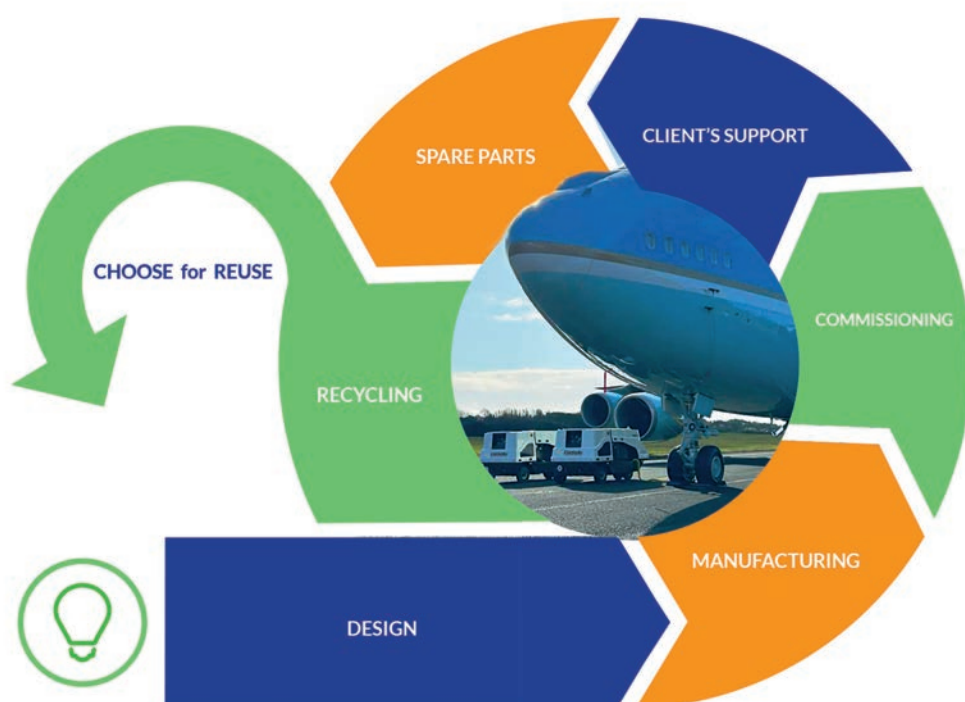 SPARE PARTS
CLIENT'S SUPPORT
CHOOSE for REUSE
COMMISSIONING
RECYCLING
MANUFACTURING
DESIGN